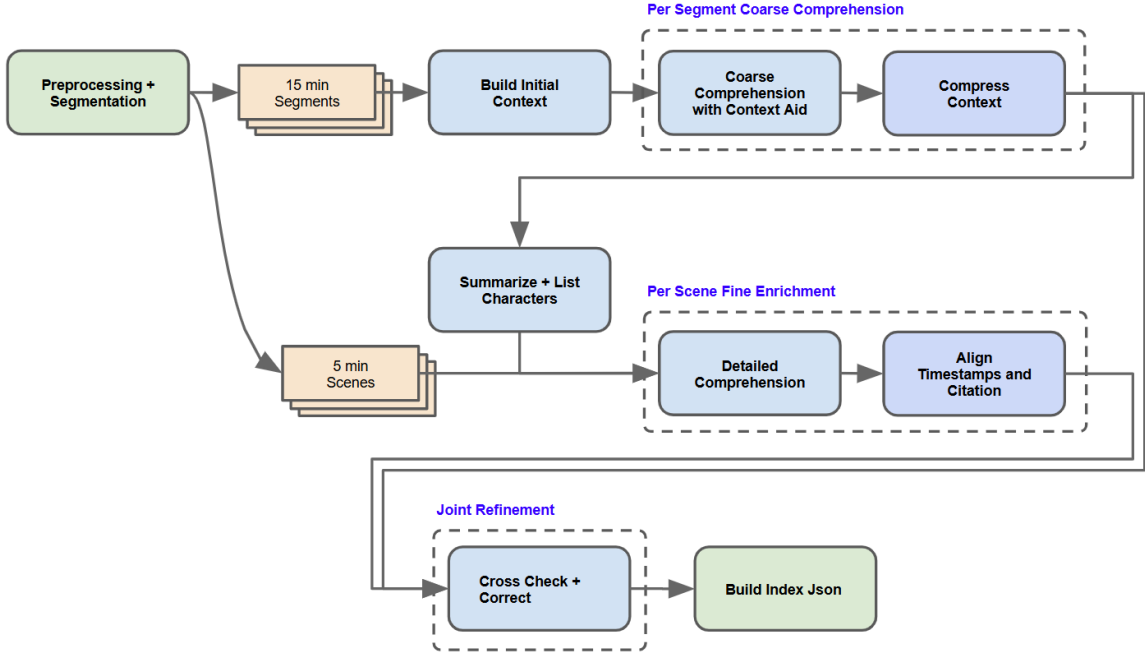 Per Segment Coarse Comprehension
Preprocessing +
Segmentation
15 min
Segments
Build Initial
Context
Coarse
Comprehension
with Context Aid
Compress
Context
Summarize + List
Characters
Per Scene Fine Enrichment
5 min
Scenes
Detailed
Comprehension
Align
Timestamps and
Citation
Joint Refinement
Cross Check +
Correct
Build Index Json